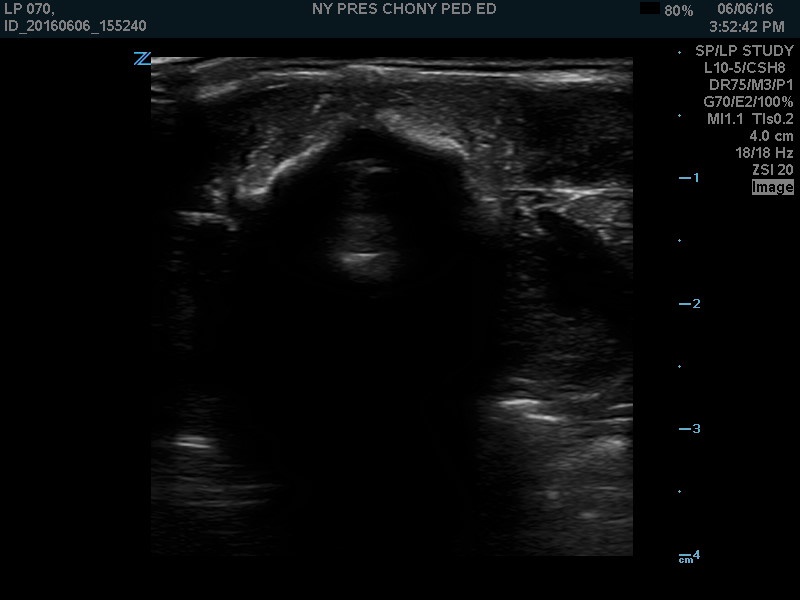 LP 070,
ID_20160606_155240
NY PRES CHONY PED ED
80%
06/06/16
3:52:42 PM
SP/LP STUDY
L10-5/CSH8
DR75/M3/P1
G70/E2/100%
MI1.1 TIs0.2
4.0 cm
18/18 Hz
ZSI 20
Image
Z
1
2
3
4
cm